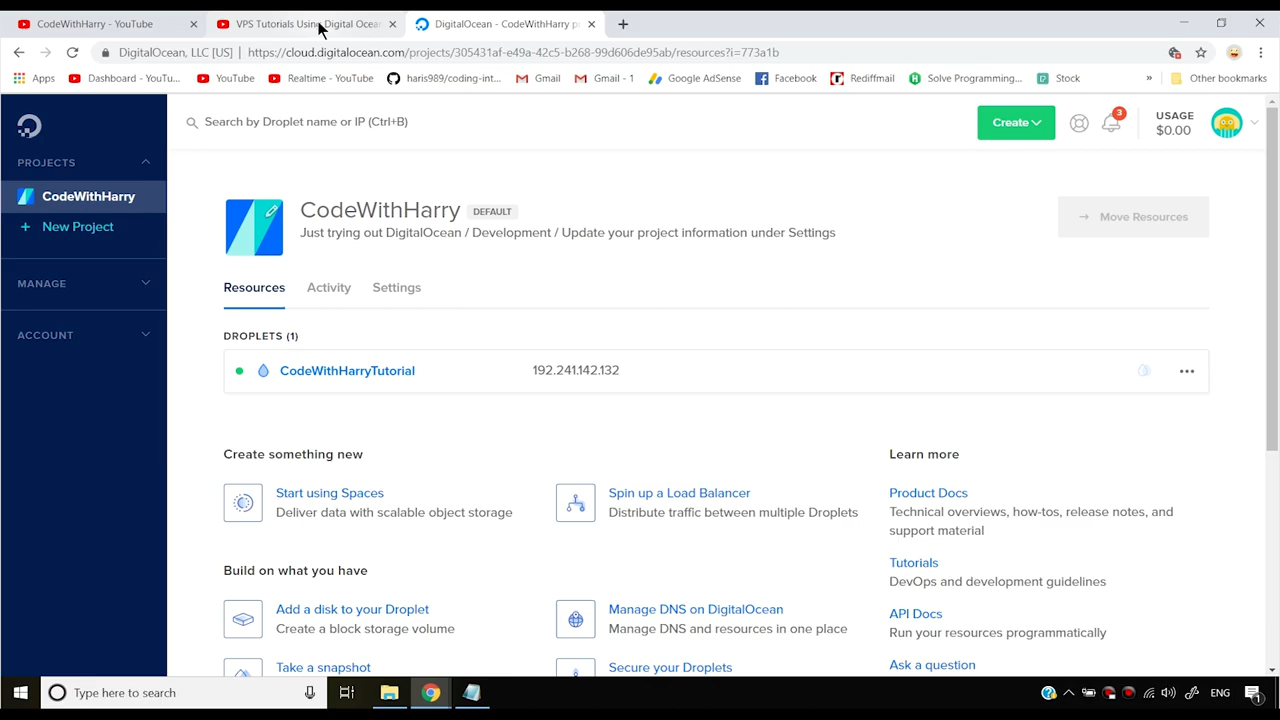 CodeWithHarry - YouTube
VPS Tutorials Using Digital Ocea
DigitalOcean - CodeWithHarry p
DigitalOcean, LLC [US] | https://cloud.digitalocean.com/projects/305431af-e49a-42c5-b268-99d606de95ab/resources?i=773a1b
Apps Dashboard - YouTu... YouTube Realtime - YouTube haris989/coding-int... Gmail Gmail - 1 Google AdSense Facebook Rediffmail Solve Programming... Stock » Other bookmarks
Search by Droplet name or IP (Ctrl+B)
Create
3
USAGE
$0.00
PROJECTS
CodeWithHarry
+ New Project
MANAGE
ACCOUNT
CodeWithHarry DEFAULT
Just trying out DigitalOcean / Development / Update your project information under Settings
Move Resources
Resources Activity Settings
DROPLETS (1)
CodeWithHarryTutorial 192.241.142.132
Create something new
Start using Spaces
Deliver data with scalable object storage
Spin up a Load Balancer
Distribute traffic between multiple Droplets
Build on what you have
Add a disk to your Droplet
Create a block storage volume
Manage DNS on DigitalOcean
Manage DNS and resources in one place
Take a snapshot
Secure your Droplets
Learn more
Product Docs
Technical overviews, how-tos, release notes, and
support material
Tutorials
DevOps and development guidelines
API Docs
Run your resources programmatically
Ask a question
Type here to search
ENG
1